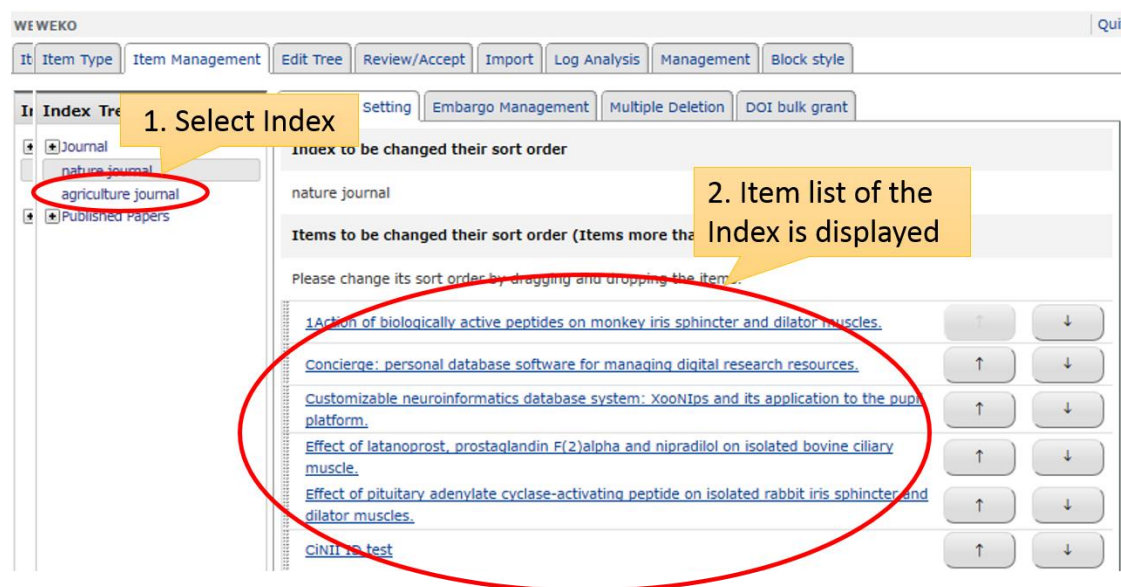 WEWEKO
Qui
It Item Type Item Management Edit Tree Review/Accept Import Log Analysis Management Block style
Setting Embargo Management Multiple Deletion DOI bulk grant
Index Tre
1. Select Index
Index to be changed their sort order
Journal
nature journal
agriculture journal
Published Papers
nature journal
2. Item list of the
Index is displayed
Items to be changed their sort order (Items more tha
Please change its sort order by dragging and dropping the items.
1Action of biologically active peptides on monkey iris sphincter and dilator muscles. ↑ ↓
Concierge: personal database software for managing digital research resources. ↑ ↓
Customizable neuroinformatics database system: XooNIps and its application to the pupil
platform. ↑ ↓
Effect of latanoprost, prostaglandin F(2)alpha and nipradilol on isolated bovine ciliary
muscle. ↑ ↓
Effect of pituitary adenylate cyclase-activating peptide on isolated rabbit iris sphincter and
dilator muscles. ↑ ↓
CiNII ID test ↑ ↓